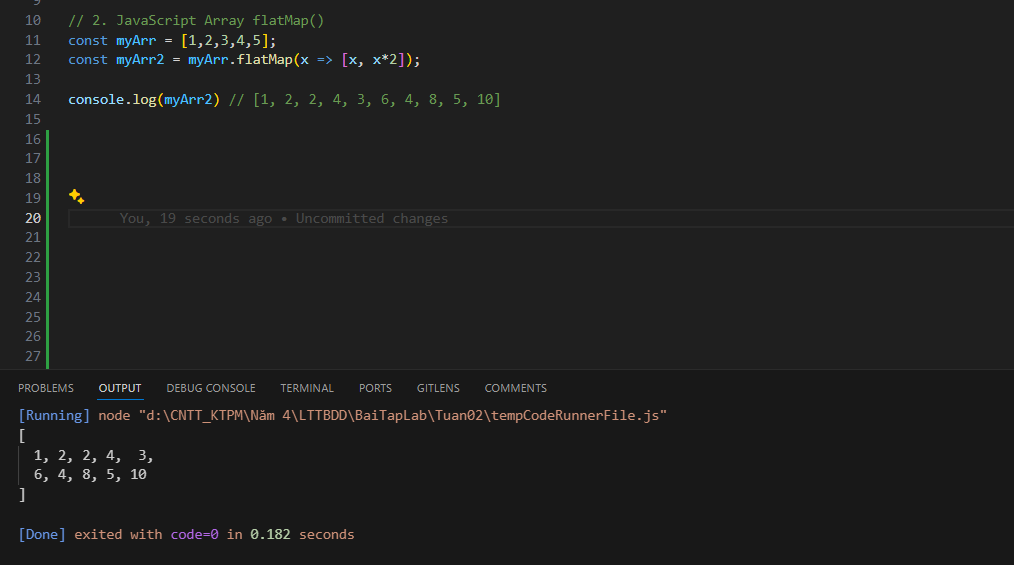 9
10 // 2. JavaScript Array flatMap()
11 const myArr = [1,2,3,4,5];
12 const myArr2 = myArr.flatMap(x => [x, x*2]);
13
14 console.log(myArr2) // [1, 2, 2, 4, 3, 6, 4, 8, 5, 10]
15
16
17
18
19
20 You, 19 seconds ago • Uncommitted changes
21
22
23
24
25
26
27
PROBLEMS OUTPUT DEBUG CONSOLE TERMINAL PORTS GITLENS COMMENTS
[Running] node "d:\CNTT_KTPM\Năm 4\LTTBDD\BaiTapLab\Tuan02\tempCodeRunnerFile.js"
[
  1, 2, 2, 4,  3,
  6, 4, 8, 5, 10
]
[Done] exited with code=0 in 0.182 seconds